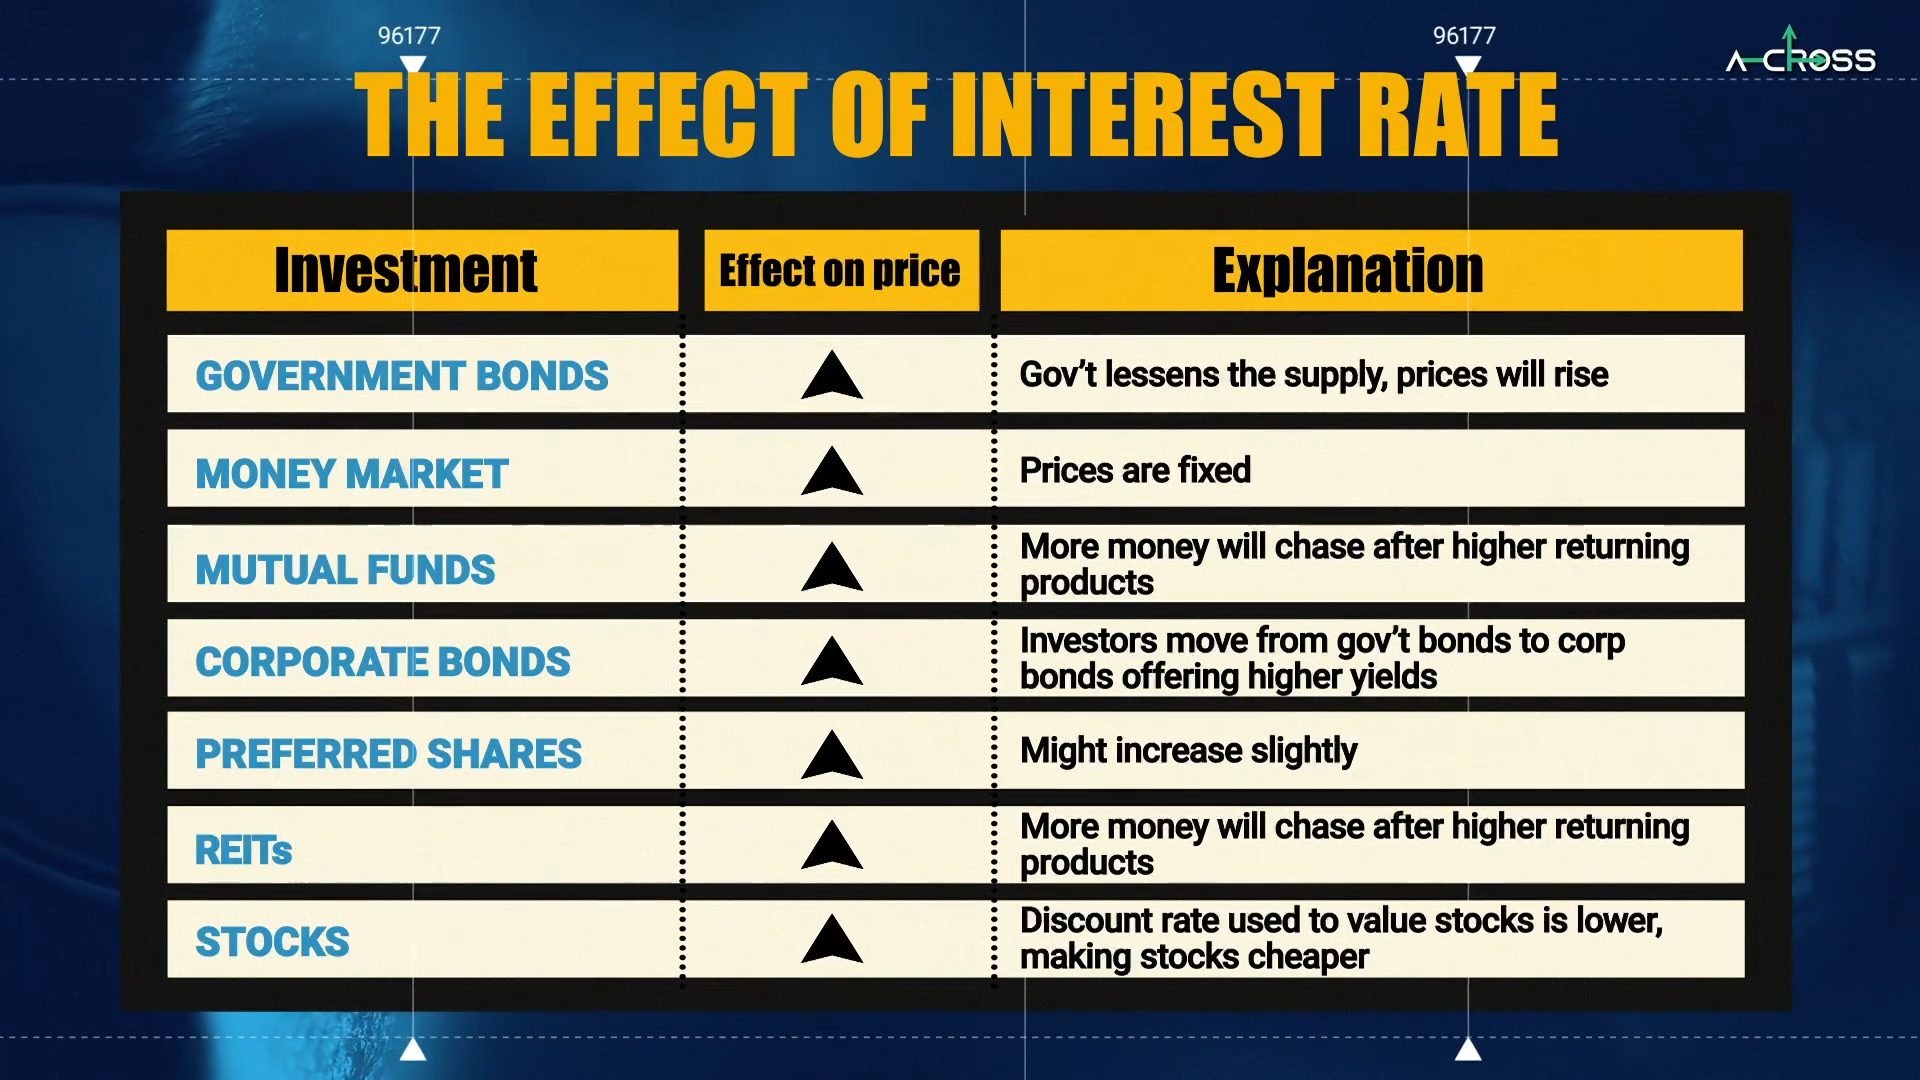 96177
96177
A-CROSS
THE EFFECT OF INTEREST RATE
Investment
Effect on price
Explanation
GOVERNMENT BONDS
Gov’t lessens the supply, prices will rise
MONEY MARKET
Prices are fixed
MUTUAL FUNDS
More money will chase after higher returning
products
CORPORATE BONDS
Investors move from gov’t bonds to corp
bonds offering higher yields
PREFERRED SHARES
Might increase slightly
REITs
More money will chase after higher returning
products
STOCKS
Discount rate used to value stocks is lower,
making stocks cheaper